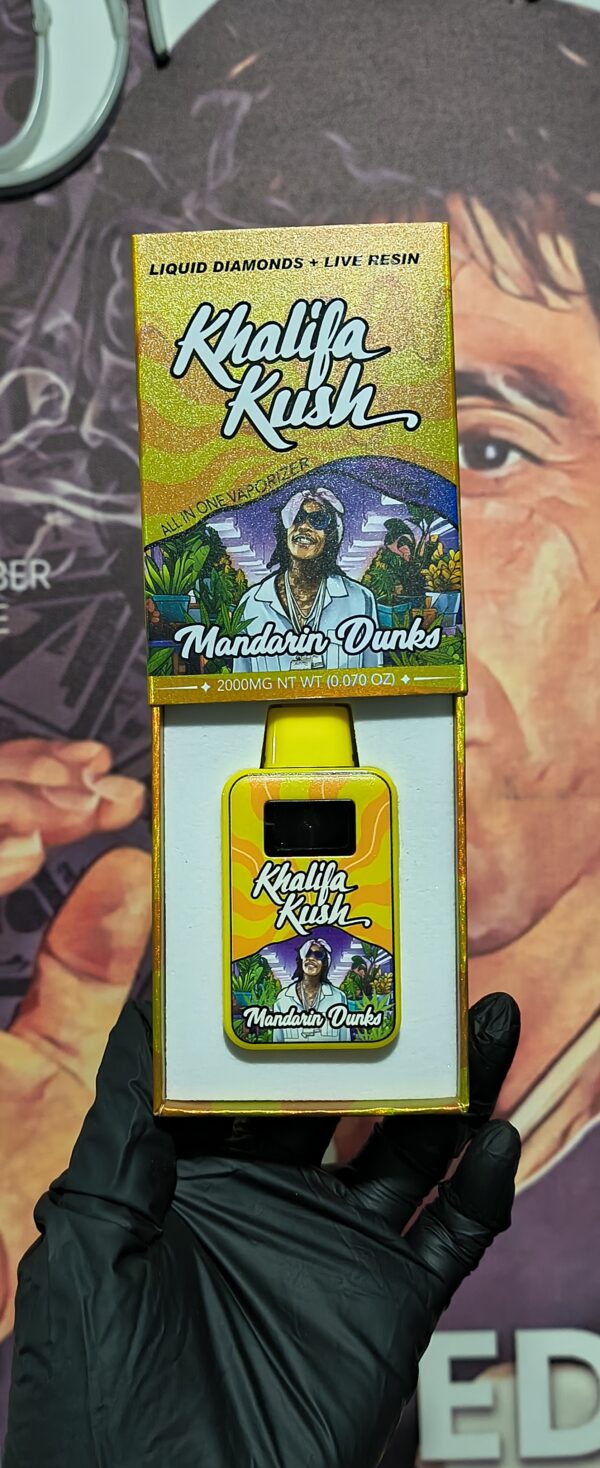 LIQUID DIAMONDS + LIVE RESIN
Khalifa
Kush
ALL IN ONE VAPORIZER
Mandarin Dunks
2000MG NT WT (0.070 OZ)
BER
E
Khalifa
Kush
Mandarin Dunks
ED